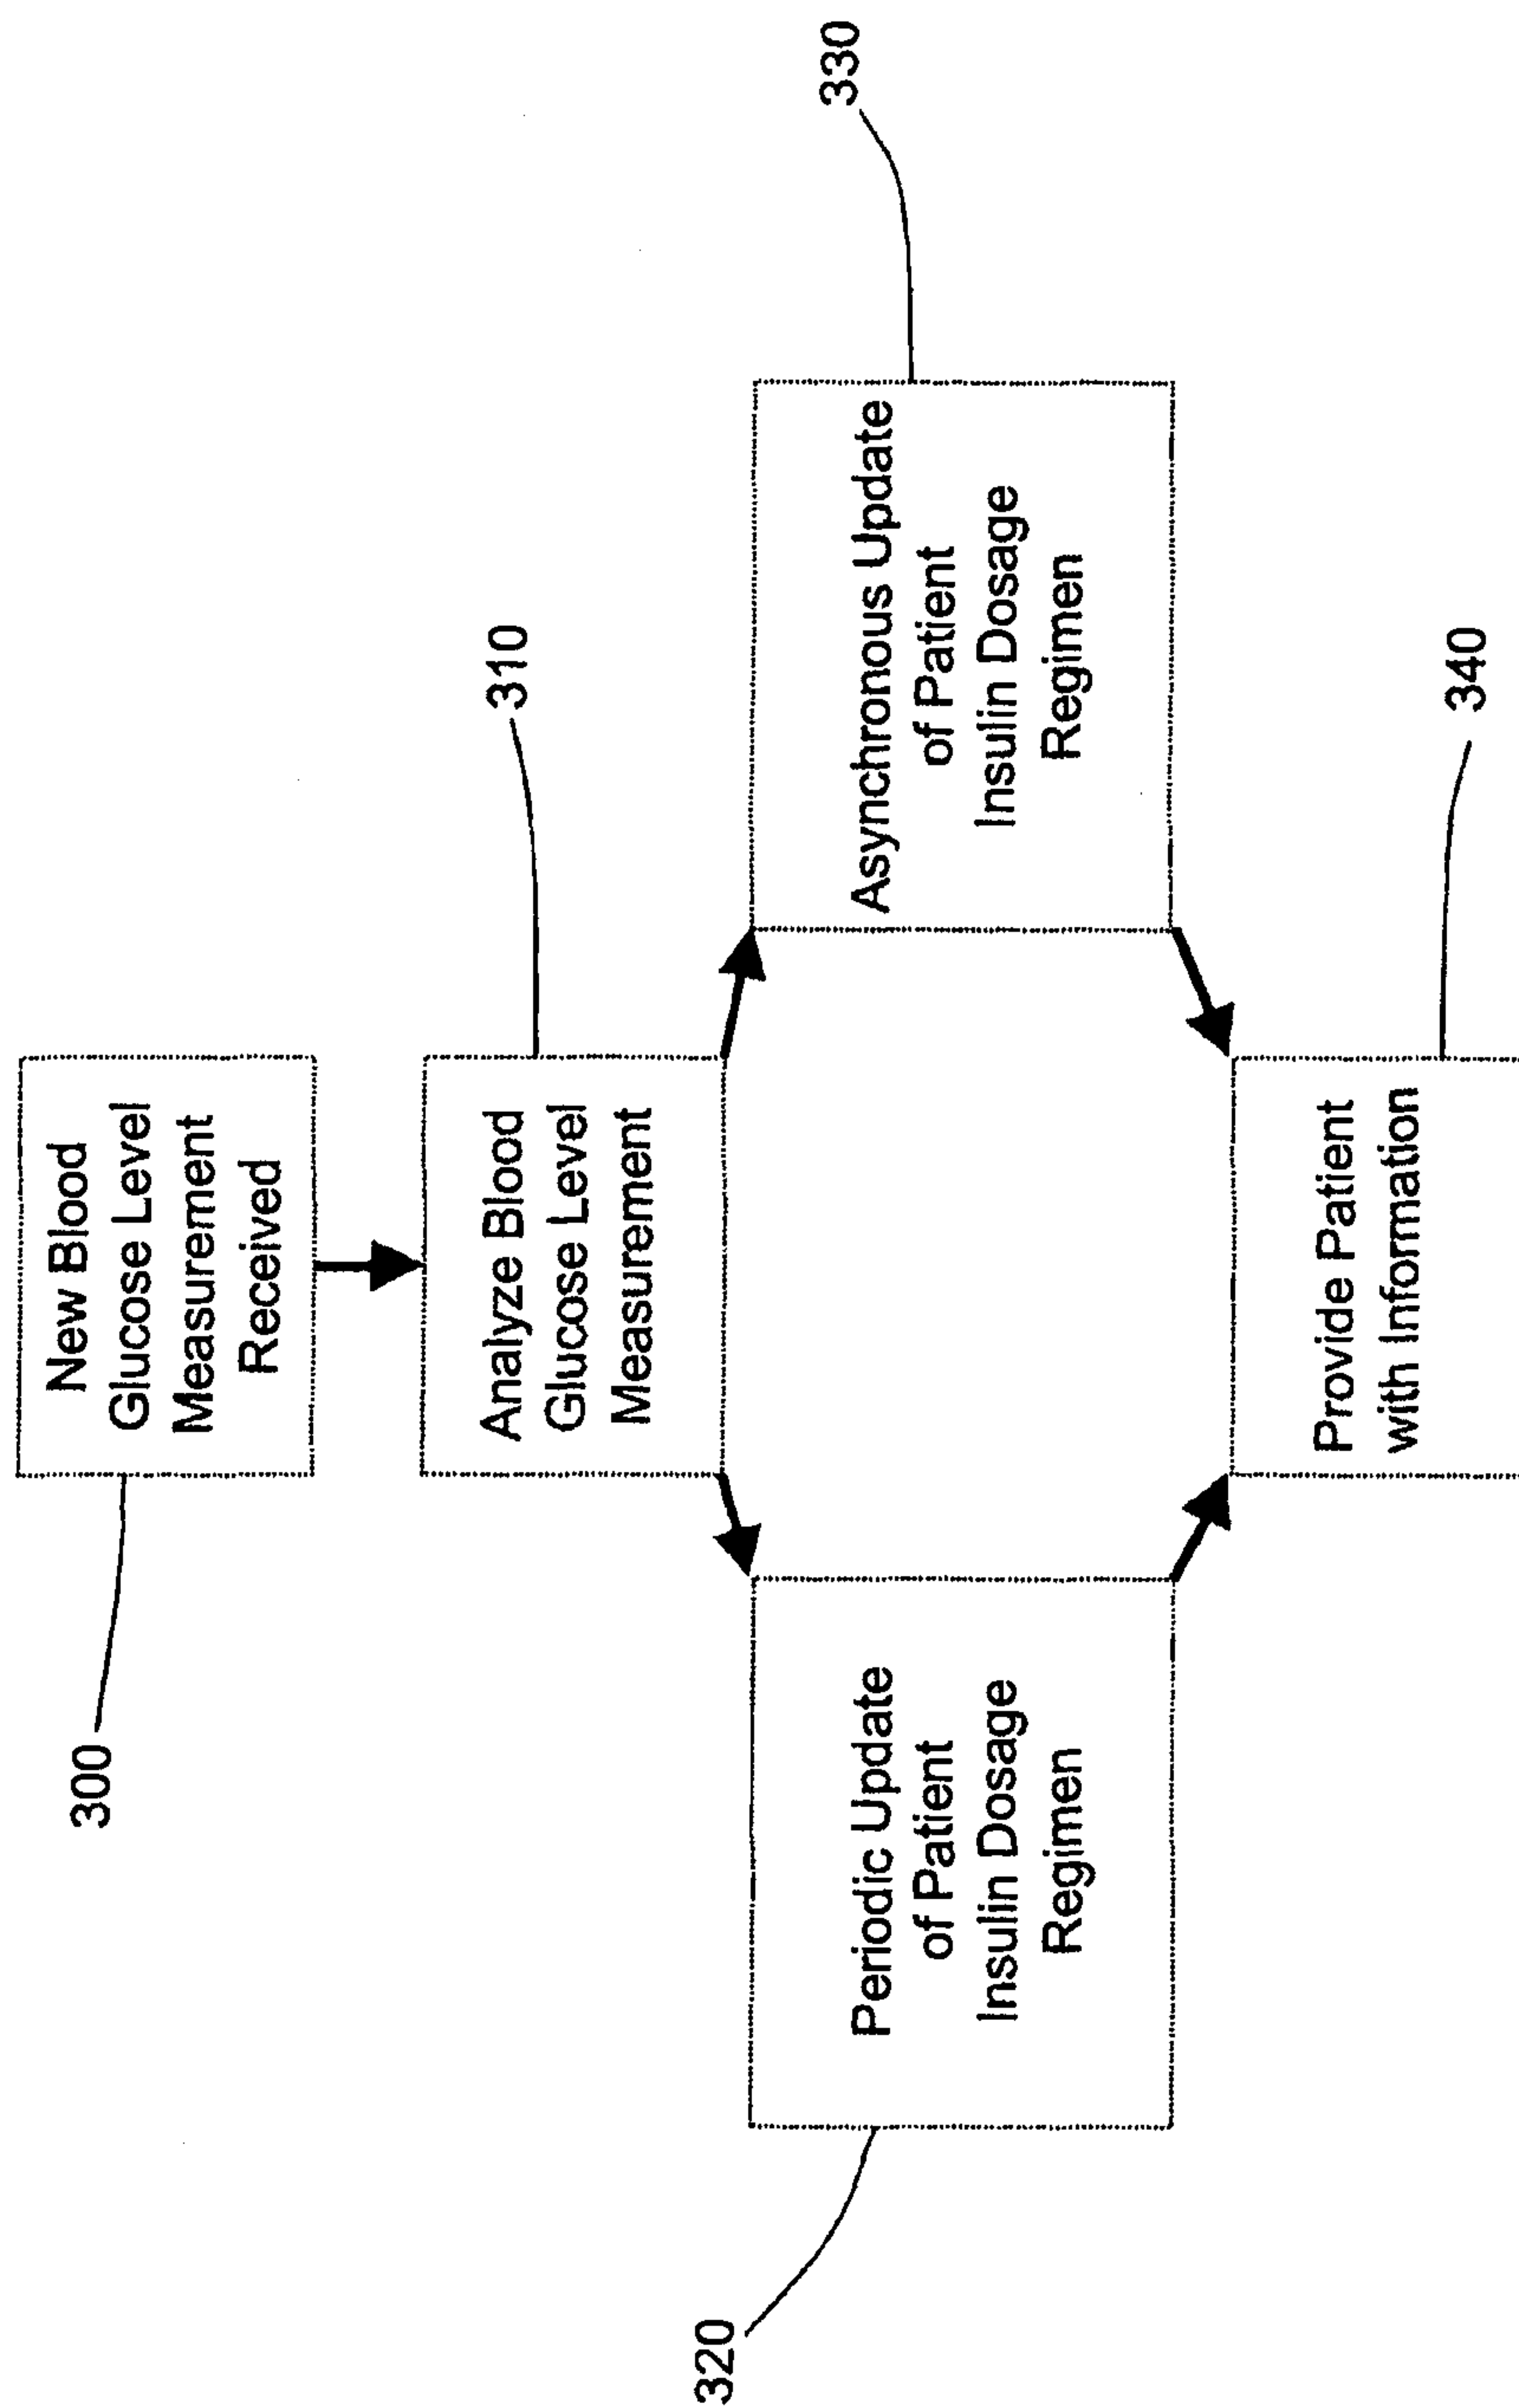 300
New Blood
Glucose Level
Measurement
Received
310
Analyze Blood
Glucose Level
Measurement
320
Periodic Update
of Patient
Insulin Dosage
Regimen
330
Asynchronous Update
of Patient
Insulin Dosage
Regimen
340
Provide Patient
with Information